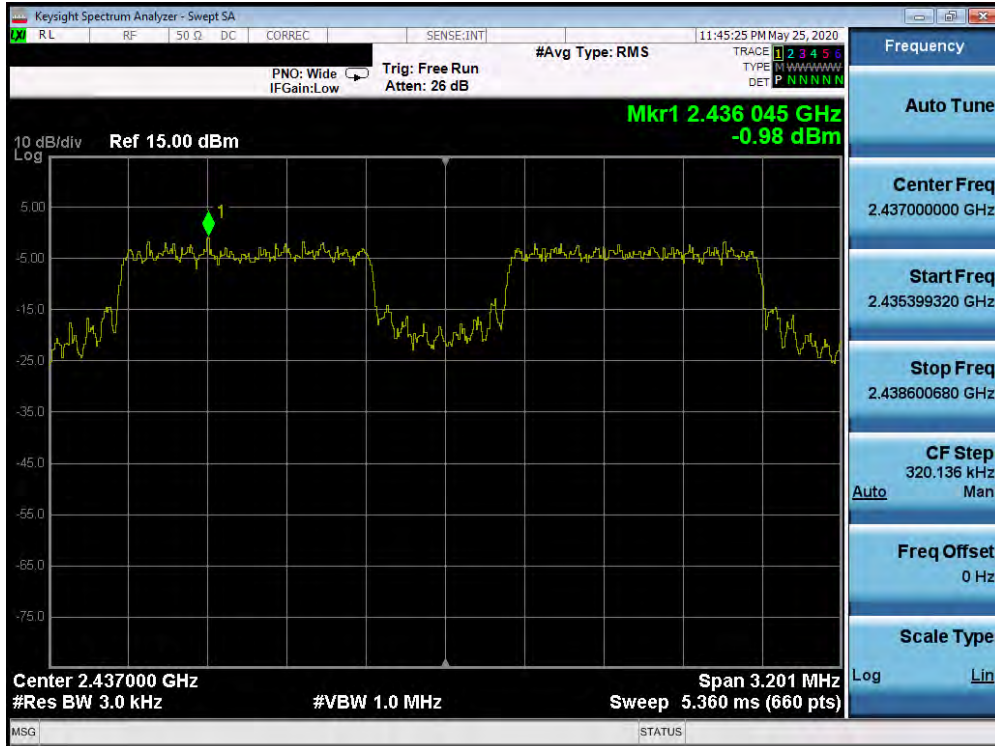 Keysight Spectrum Analyzer - Swept SA
LXI RL RF 50 Ω DC CORREC SENSE:INT 11:45:25 PM May 25, 2020
#Avg Type: RMS TRACE 1 2 3 4 5 6
PNO: Wide Trig: Free Run TYPE M WWWWW
IFGain:Low Atten: 26 dB DET P N N N N N
Mkr1 2.436 045 GHz
-0.98 dBm
10 dB/div Ref 15.00 dBm
Log
1
5.00
-5.00
-15.0
-25.0
-35.0
-45.0
-55.0
-65.0
-75.0
Center 2.437000 GHz Span 3.201 MHz
#Res BW 3.0 kHz #VBW 1.0 MHz Sweep 5.360 ms (660 pts)
MSG STATUS
Frequency
Auto Tune
Center Freq
2.437000000 GHz
Start Freq
2.435399320 GHz
Stop Freq
2.438600680 GHz
CF Step
320.136 kHz
Auto Man
Freq Offset
0 Hz
Scale Type
Log Lin